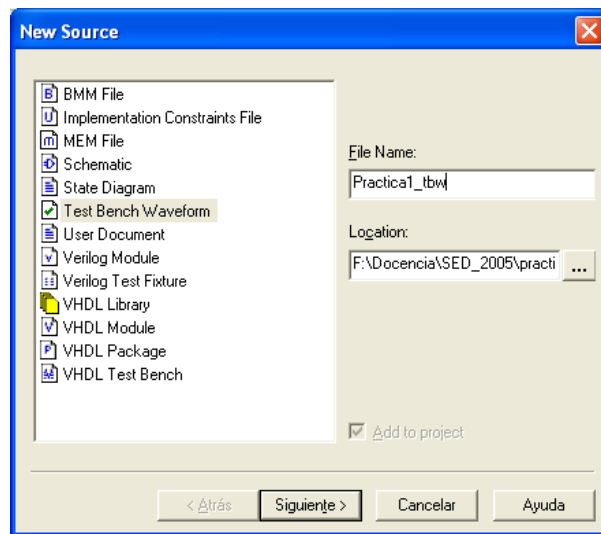 New Source
BMM File
Implementation Constraints File
MEM File
Schematic
State Diagram
Test Bench Waveform
User Document
Verilog Module
Verilog Test Fixture
VHDL Library
VHDL Module
VHDL Package
VHDL Test Bench
File Name:
Practica1_tbw
Location:
F:\Docencia\SED_2005\practi
...
Add to project
< Atrás
Siguiente >
Cancelar
Ayuda